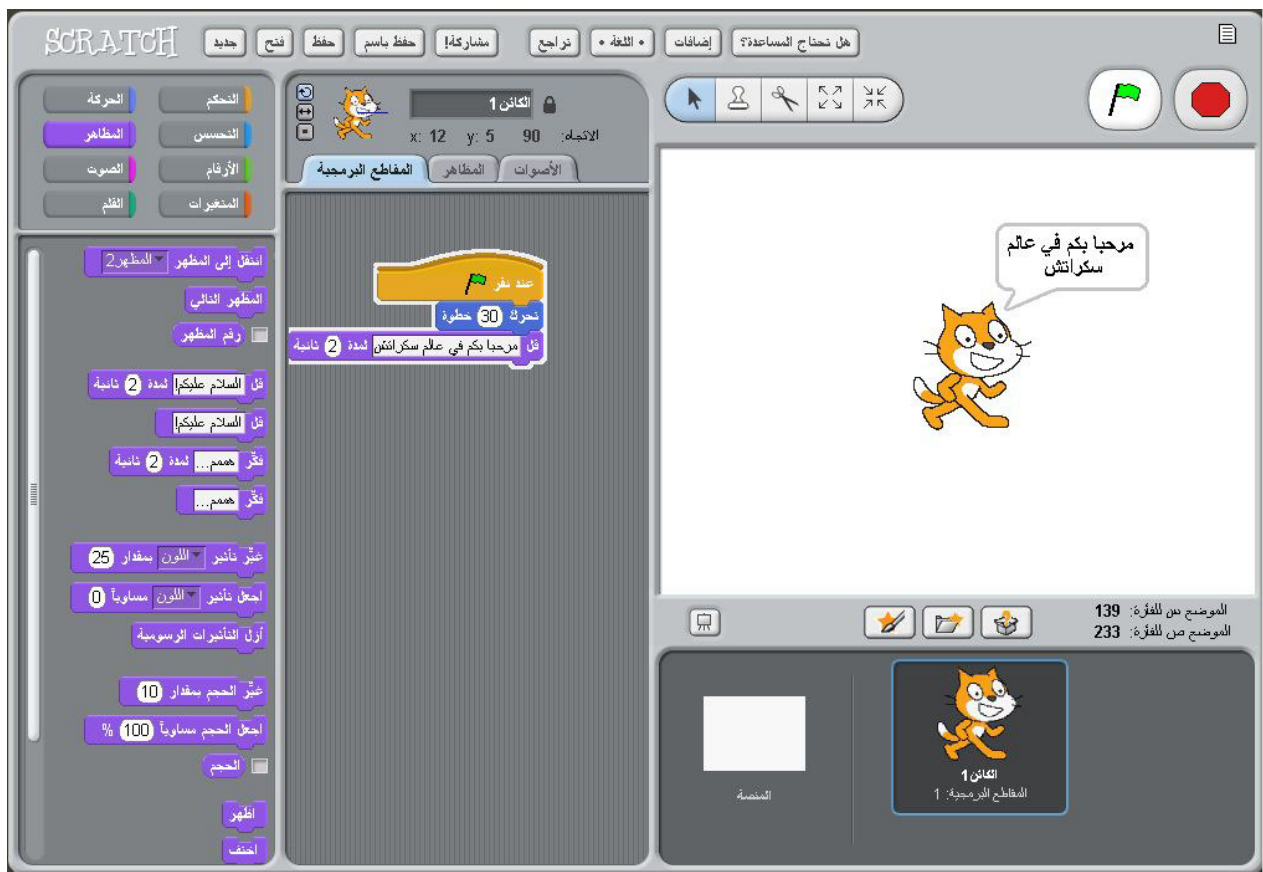 SCRATCH
جديد
فتح
حفظ
حفظ باسم
مشاركة!
تراجع
اللغة
إضافات
هل تحتاج المساعدة؟
التحكم
الحركة
التحسس
المظاهر
الأرقام
الصوت
المتغيرات
القلم
انتقل إلى المظهر المظهر2
المظهر التالي
رقم المظهر
قل السلام عليكم! لمدة 2 ثانية
قل السلام عليكم!
فكّر هممم... لمدة 2 ثانية
فكّر هممم...
غيّر تأثير اللون بمقدار 25
اجعل تأثير اللون مساوياً 0
أزل التأثيرات الرسومية
غيّر الحجم بمقدار 10
اجعل الحجم مساوياً 100 %
الحجم
اظهر
اختف
الكائن 1
x: 12 y: 5 الاتجاه: 90
المقاطع البرمجية
المظاهر
الأصوات
عند نقر
تحرك 30 خطوة
قل مرحبا بكم في عالم سكراتش لمدة 2 ثانية
مرحبا بكم في عالم
سكراتش
الموضع س للفأرة: 139
الموضع ص للفأرة: 233
المنصة
الكائن 1
المقاطع البرمجية: 1